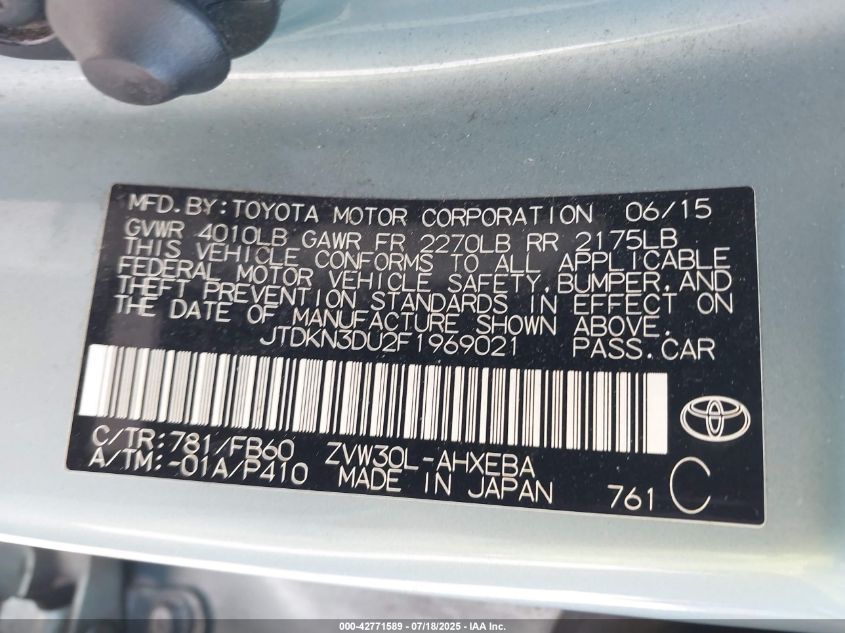 MFD.BY:TOYOTA MOTOR CORPORATION 06/15
GVWR 4010LB GAWR FR 2270LB RR 2175LB
THIS VEHICLE CONFORMS TO ALL APPLICABLE
FEDERAL MOTOR VEHICLE SAFETY,BUMPER,AND
THEFT PREVENTION STANDARDS IN EFFECT ON
THE DATE OF MANUFACTURE SHOWN ABOVE.
JTDKN3DU2F1969021 PASS.CAR
C/TR:781/FB60 ZVW30L-AHXEBA
A/TM:-01A/P410 MADE IN JAPAN 761 C
000-42771589 - 07/18/2025 - IAA Inc.